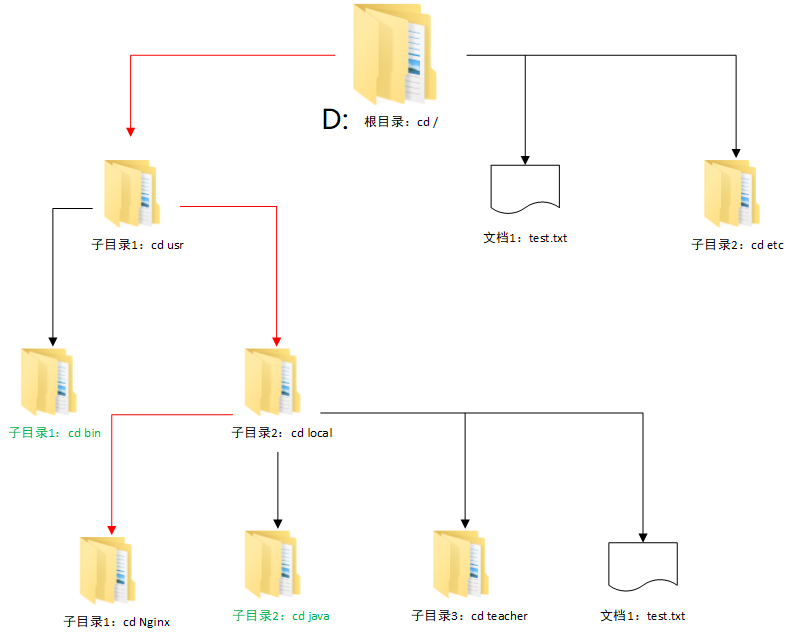 D:
根目录：cd /
子目录1：cd usr
文档1：test.txt
子目录2：cd etc
子目录1：cd bin
子目录2：cd local
子目录1：cd Nginx
子目录2：cd java
子目录3：cd teacher
文档1：test.txt